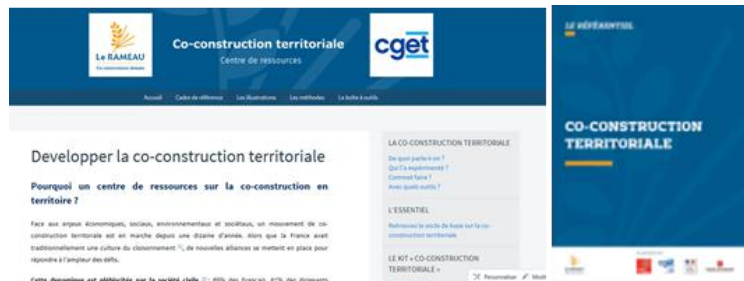 Le RAMEAU
Co-construction territoriale
Centre de ressources
cget
Accueil Cadre de référence Les illustrations Les méthodes La boîte à outils
Developper la co-construction territoriale
Pourquoi un centre de ressources sur la co-construction en
territoire ?
Face aux enjeux économiques, sociaux, environnementaux et sociétaux, un mouvement de co-
construction territoriale est en marche depuis une dizaine d'année. Alors que la France avait
traditionnellement une culture du cloisonnement, de nouvelles alliances se mettent en place pour
répondre à l'ampleur des défis.
Cette dynamique est plébiscitée par la société civile
LA CO-CONSTRUCTION TERRITORIALE
De quoi parle-t-on ?
Qui l'a expérimenté ?
Comment faire ?
Avec quels outils ?
L'ESSENTIEL
Retrouvez le socle de base sur la co-
construction territoriale
LE KIT « CO-CONSTRUCTION
TERRITORIALE »
Personnaliser
LE RÉFÉRENTIEL
CO-CONSTRUCTION
TERRITORIALE